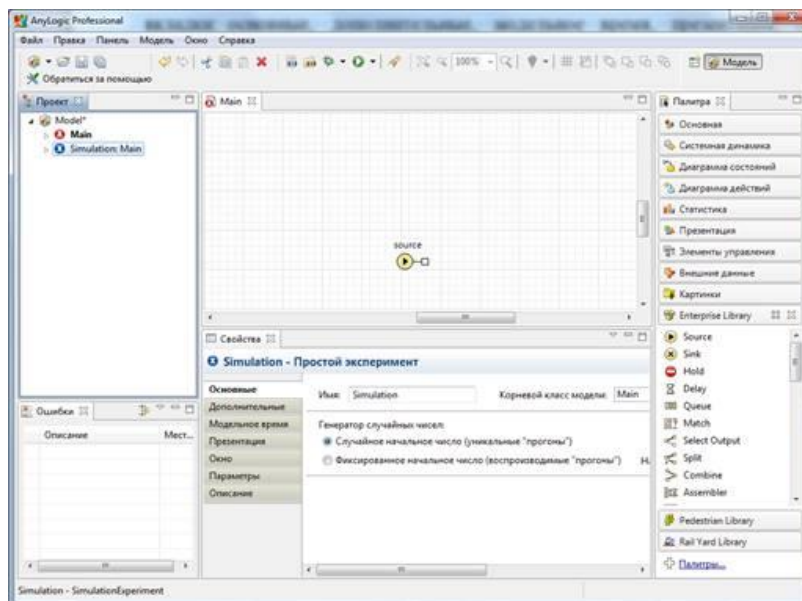 AnyLogic Professional
Файл Правка Панель Модель Окно Справка
100%
Модель
Обратиться за помощью
Проект
Model*
Main
Simulation: Main
Main
source
Палитра
Основная
Системная динамика
Диаграмма состояний
Диаграмма действий
Статистика
Презентация
Элементы управления
Внешние данные
Картинки
Enterprise Library
Source
Sink
Hold
Delay
Queue
Match
Select Output
Split
Combine
Assembler
Pedestrian Library
Rail Yard Library
Палитры...
Свойства
Simulation - Простой эксперимент
Основные
Дополнительные
Модельное время
Презентация
Окно
Параметры
Описание
Имя: Simulation Корневой класс модели: Main
Генератор случайных чисел:
Случайное начальное число (уникальные "прогоны")
Фиксированное начальное число (воспроизводимые "прогоны")
Ошибки
Описание Мест...
Simulation - SimulationExperiment